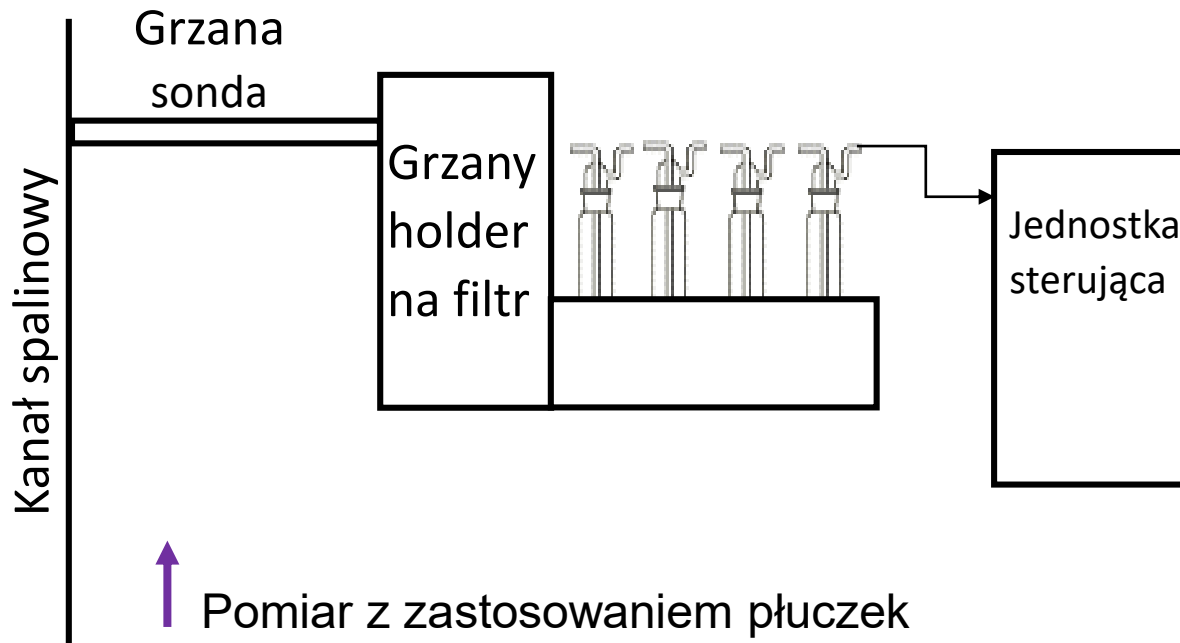 Grzana
sonda
Kanał spalinowy
Grzany
holder
na filtr
Jednostka
sterująca
Pomiar z zastosowaniem płuczek